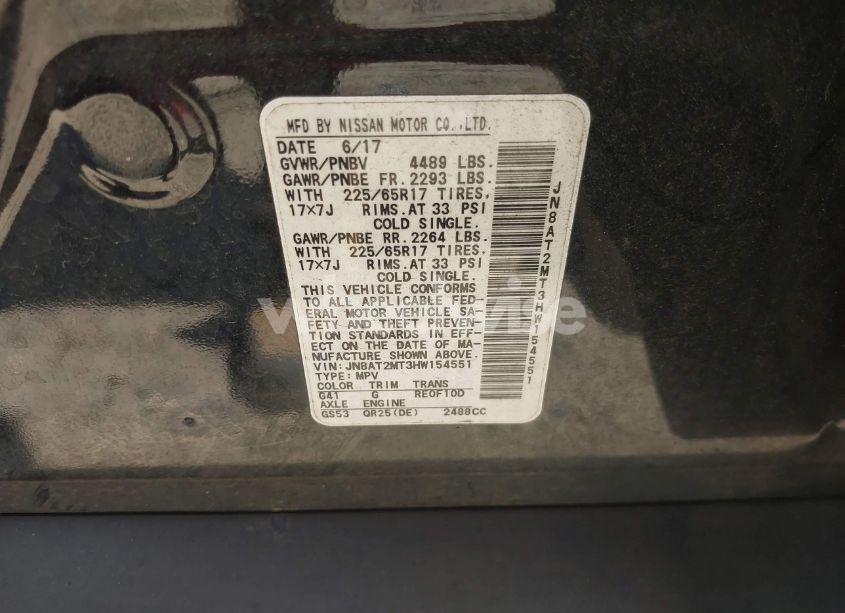 MFD BY NISSAN MOTOR CO.,LTD.
DATE 6/17
GVWR/PNBV 4489 LBS.
GAWR/PNBE FR. 2293 LBS.
WITH 225/65R17 TIRES,
17×7J RIMS.AT 33 PSI
COLD SINGLE.
GAWR/PNBE RR. 2264 LBS.
WITH 225/65R17 TIRES,
17×7J RIMS.AT 33 PSI
COLD SINGLE.
THIS VEHICLE CONFORMS
TO ALL APPLICABLE FED-
ERAL MOTOR VEHICLE SA-
FETY AND THEFT PREVEN-
TION STANDARDS IN EFF-
ECT ON THE DATE OF MA-
NUFACTURE SHOWN ABOVE.
VIN: JN8AT2MT3HW154551
TYPE: MPV
COLOR TRIM TRANS
G41 G REOF10D
AXLE ENGINE
GS53 QR25(DE) 2488CC
JN8AT2MT3HW154551